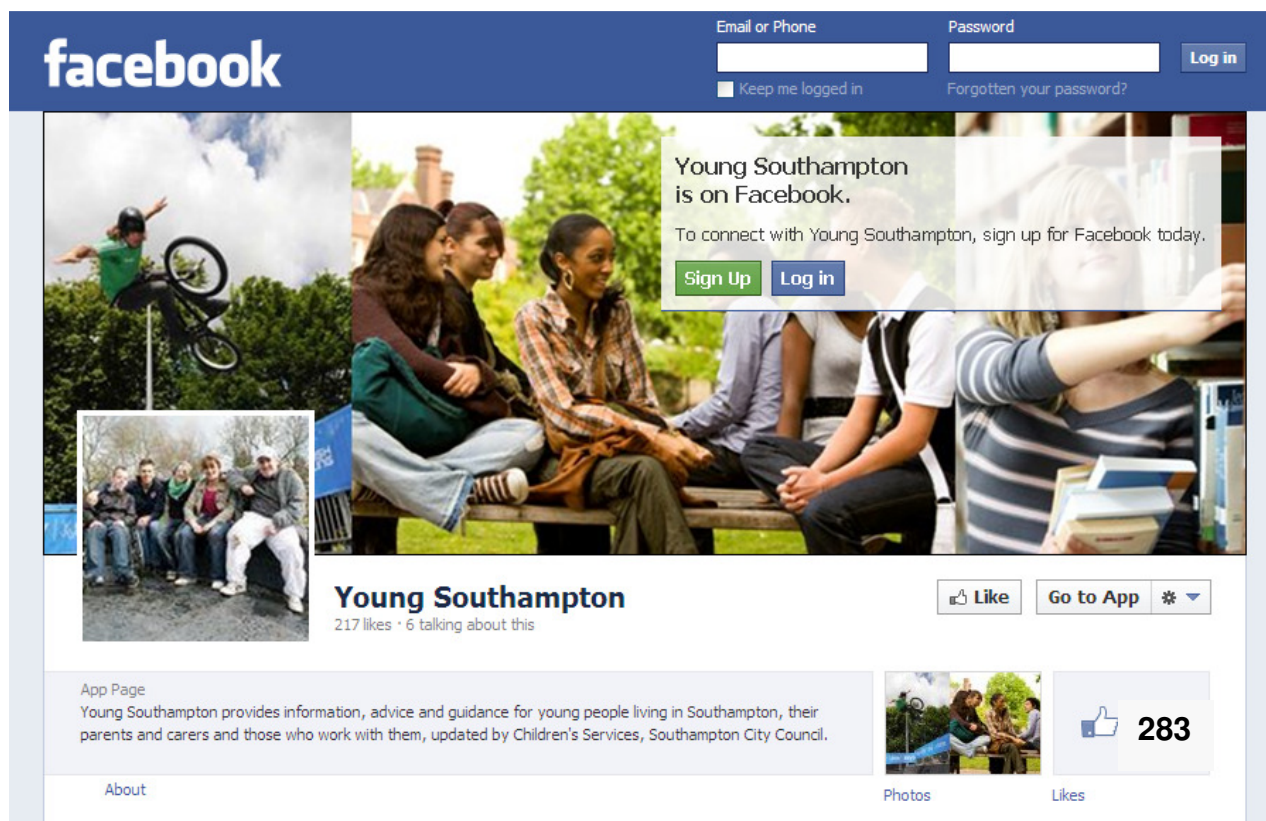 facebook
Email or Phone
Password
Log in
Keep me logged in
Forgotten your password?
Young Southampton
is on Facebook.
To connect with Young Southampton, sign up for Facebook today.
Sign Up Log in
Young Southampton
217 likes · 6 talking about this
Like
Go to App
App Page
Young Southampton provides information, advice and guidance for young people living in Southampton, their
parents and carers and those who work with them, updated by Children's Services, Southampton City Council.
283
About
Photos
Likes